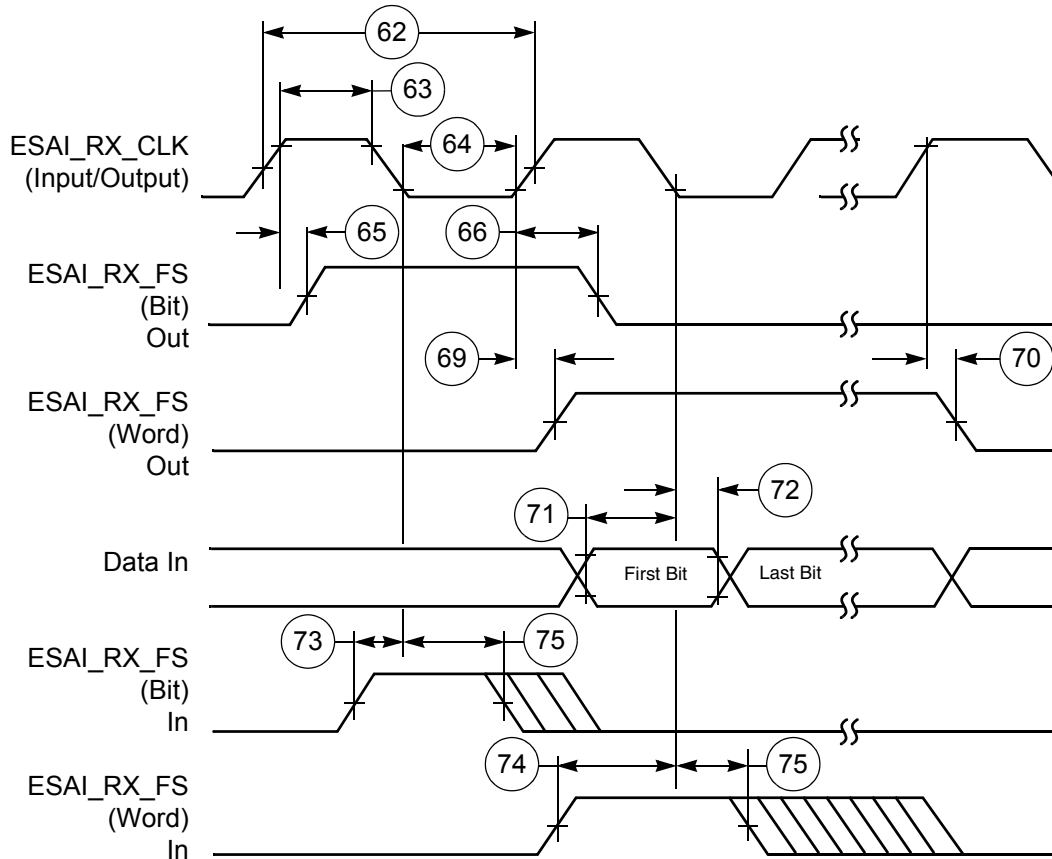 62
63
ESAI_RX_CLK
(Input/Output)
64
65
66
ESAI_RX_FS
(Bit)
Out
69
70
ESAI_RX_FS
(Word)
Out
71
72
Data In
First Bit
Last Bit
73
75
ESAI_RX_FS
(Bit)
In
74
75
ESAI_RX_FS
(Word)
In